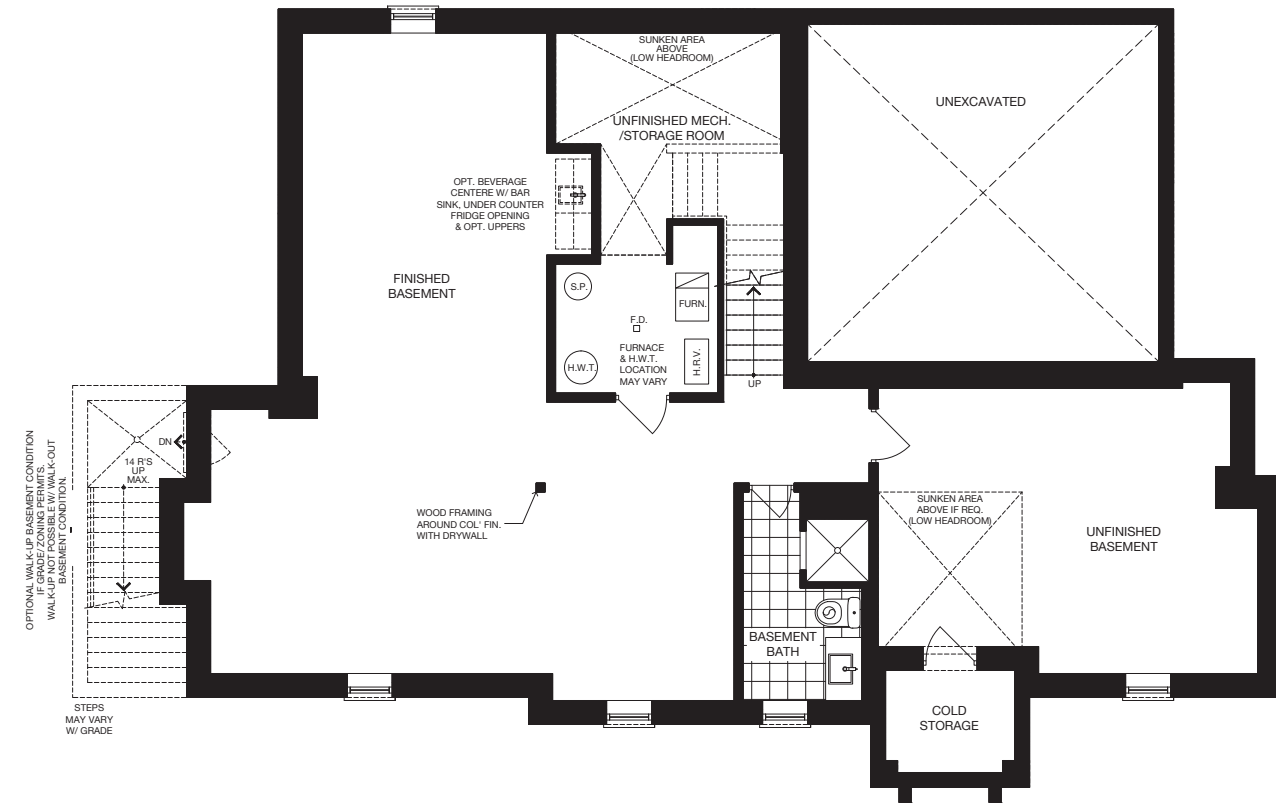 SUNKEN AREA
ABOVE
(LOW HEADROOM)
UNEXCAVATED
UNFINISHED MECH.
/STORAGE ROOM
OPT. BEVERAGE
CENTERE W/ BAR
SINK, UNDER COUNTER
FRIDGE OPENING
& OPT. UPPERS
FINISHED
BASEMENT
S.P.
FURN.
F.D.
FURNACE
& H.W.T.
LOCATION
MAY VARY
H.W.T.
H.R.V.
UP
OPTIONAL WALK-UP BASEMENT CONDITION
IF GRADE/ZONING PERMITS.
WALK-UP NOT POSSIBLE W/ WALK-OUT
BASEMENT CONDITION.
DN
14 R'S
UP
MAX.
WOOD FRAMING
AROUND COL' FIN.
WITH DRYWALL
SUNKEN AREA
ABOVE IF REQ.
(LOW HEADROOM)
UNFINISHED
BASEMENT
BASEMENT
BATH
COLD
STORAGE
STEPS
MAY VARY
W/ GRADE